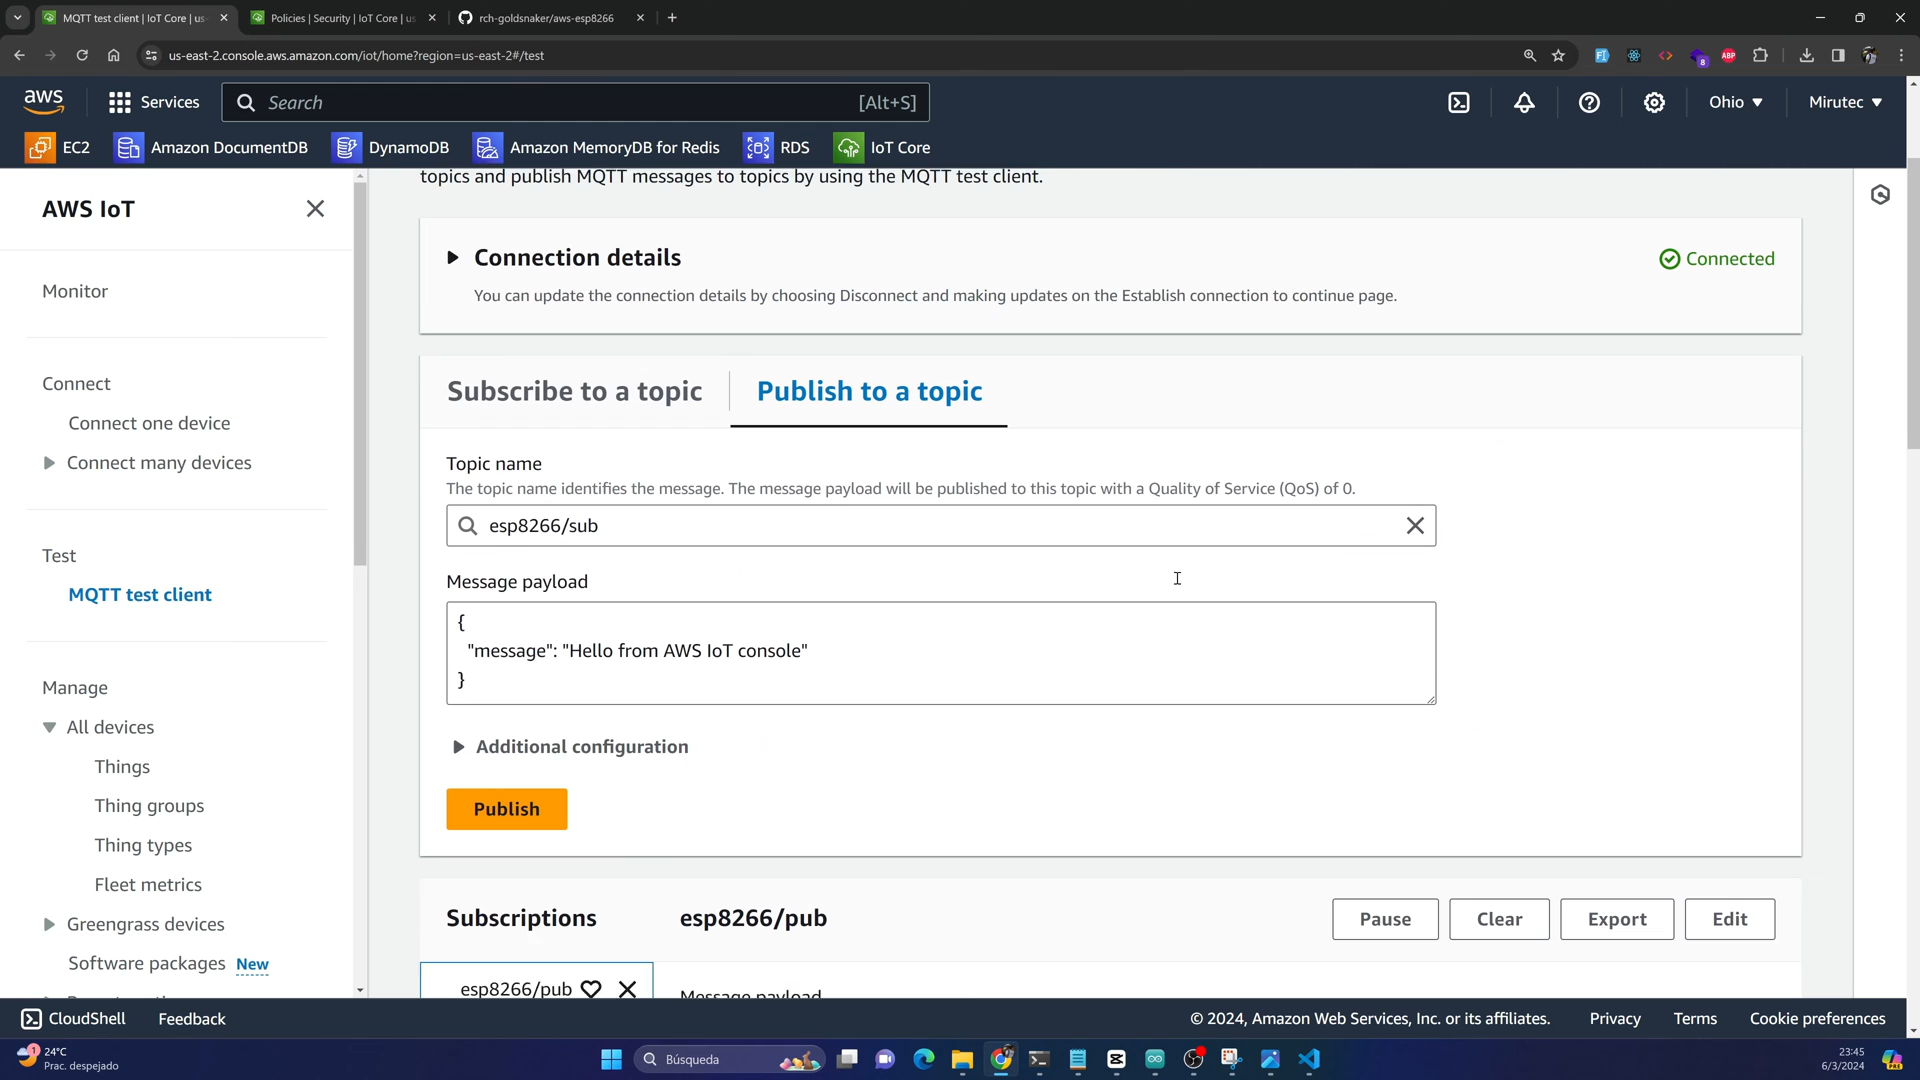 MQTT test client | IoT Core | us-
Policies | Security | IoT Core | us
rch-goldsnaker/aws-esp8266
us-east-2.console.aws.amazon.com/iot/home?region=us-east-2#/test
ABP
8
aws
Services
Search
[Alt+S]
Ohio
Mirutec
EC2
Amazon DocumentDB
DynamoDB
Amazon MemoryDB for Redis
RDS
IoT Core
topics and publish MQTT messages to topics by using the MQTT test client.
AWS IoT
Monitor
Connect
Connect one device
Connect many devices
Test
MQTT test client
Manage
All devices
Things
Thing groups
Thing types
Fleet metrics
Greengrass devices
Software packages New
Connection details
Connected
You can update the connection details by choosing Disconnect and making updates on the Establish connection to continue page.
Subscribe to a topic
Publish to a topic
Topic name
The topic name identifies the message. The message payload will be published to this topic with a Quality of Service (QoS) of 0.
esp8266/sub
Message payload
{
"message": "Hello from AWS IoT console"
}
Additional configuration
Publish
Subscriptions
esp8266/pub
Pause
Clear
Export
Edit
esp8266/pub
Message payload
CloudShell
Feedback
© 2024, Amazon Web Services, Inc. or its affiliates.
Privacy
Terms
Cookie preferences
1
24°C
Prac. despejado
Búsqueda
23:45
6/3/2024